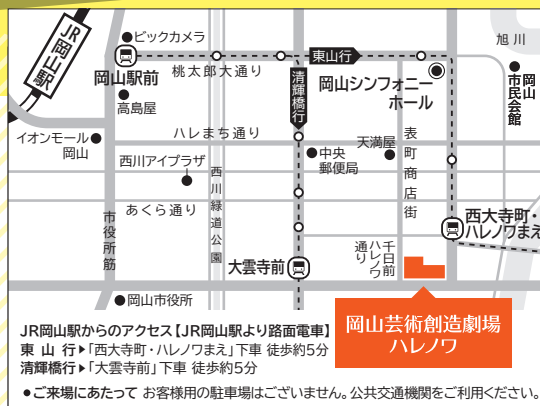 JR岡山駅
ビックカメラ
岡山駅前
桃太郎大通り
東山行
清輝橋行
岡山シンフォニー
ホール
旭川
岡山
市民会館
高島屋
イオンモール
岡山
ハレまち通り
西川アイプラザ
西川緑道公園
中央
郵便局
天満屋
表町商店街
あくら通り
市役所筋
大雲寺前
千日前
ハレノワ
通り
西大寺町・
ハレノワまえ
岡山市役所
岡山芸術創造劇場
ハレノワ
JR岡山駅からのアクセス【JR岡山駅より路面電車】
東 山 行▶「西大寺町・ハレノワまえ」下車 徒歩約5分
清輝橋行▶「大雲寺前」下車 徒歩約5分
●ご来場にあたって お客様用の駐車場はございません。公共交通機関をご利用ください。